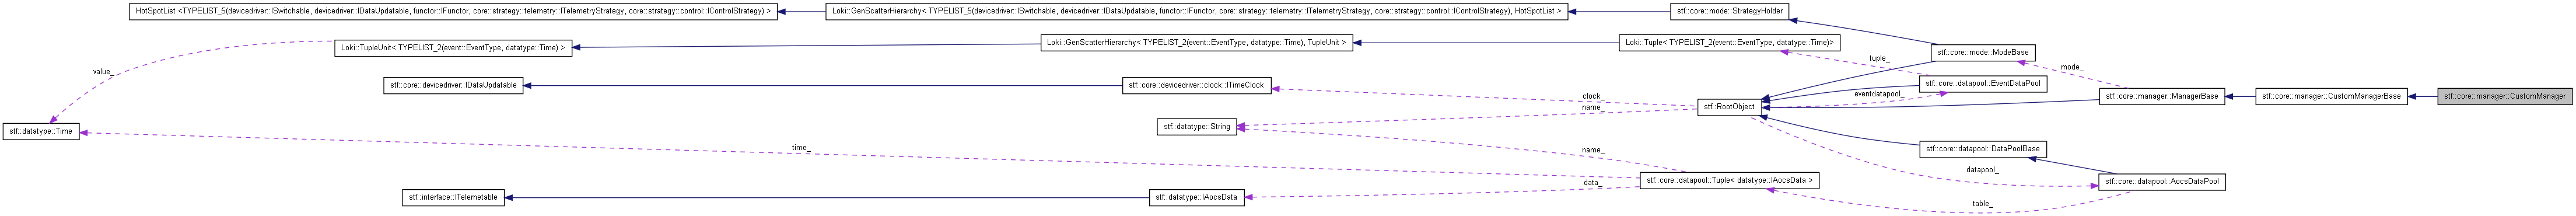 HotSpotList <TYPELIST_5(devicedriver::ISwitchable, devicedriver::IDataUpdatable, functor::IFunctor, core::strategy::telemetry::ITelemetryStrategy, core::strategy::control::IControlStrategy) >
Loki::GenScatterHierarchy< TYPELIST_5(devicedriver::ISwitchable, devicedriver::IDataUpdatable, functor::IFunctor, core::strategy::telemetry::ITelemetryStrategy, core::strategy::control::IControlStrategy), HotSpotList >
stf::core::mode::StrategyHolder
Loki::TupleUnit< TYPELIST_2(event::EventType, datatype::Time) >
Loki::GenScatterHierarchy< TYPELIST_2(event::EventType, datatype::Time), TupleUnit >
Loki::Tuple< TYPELIST_2(event::EventType, datatype::Time)>
stf::core::mode::ModeBase
tuple_
mode_
value_
stf::core::devicedriver::IDataUpdatable
stf::core::devicedriver::clock::ITimeClock
stf::core::datapool::EventDataPool
clock_
eventdatapool_
stf::core::manager::ManagerBase
stf::core::manager::CustomManagerBase
stf::core::manager::CustomManager
name_
stf::RootObject
stf::datatype::Time
stf::datatype::String
time_
name_
stf::core::datapool::DataPoolBase
datapool_
stf::core::datapool::Tuple< datatype::IAocsData >
data_
stf::core::datapool::AocsDataPool
stf::interface::ITelemetable
stf::datatype::IAocsData
table_